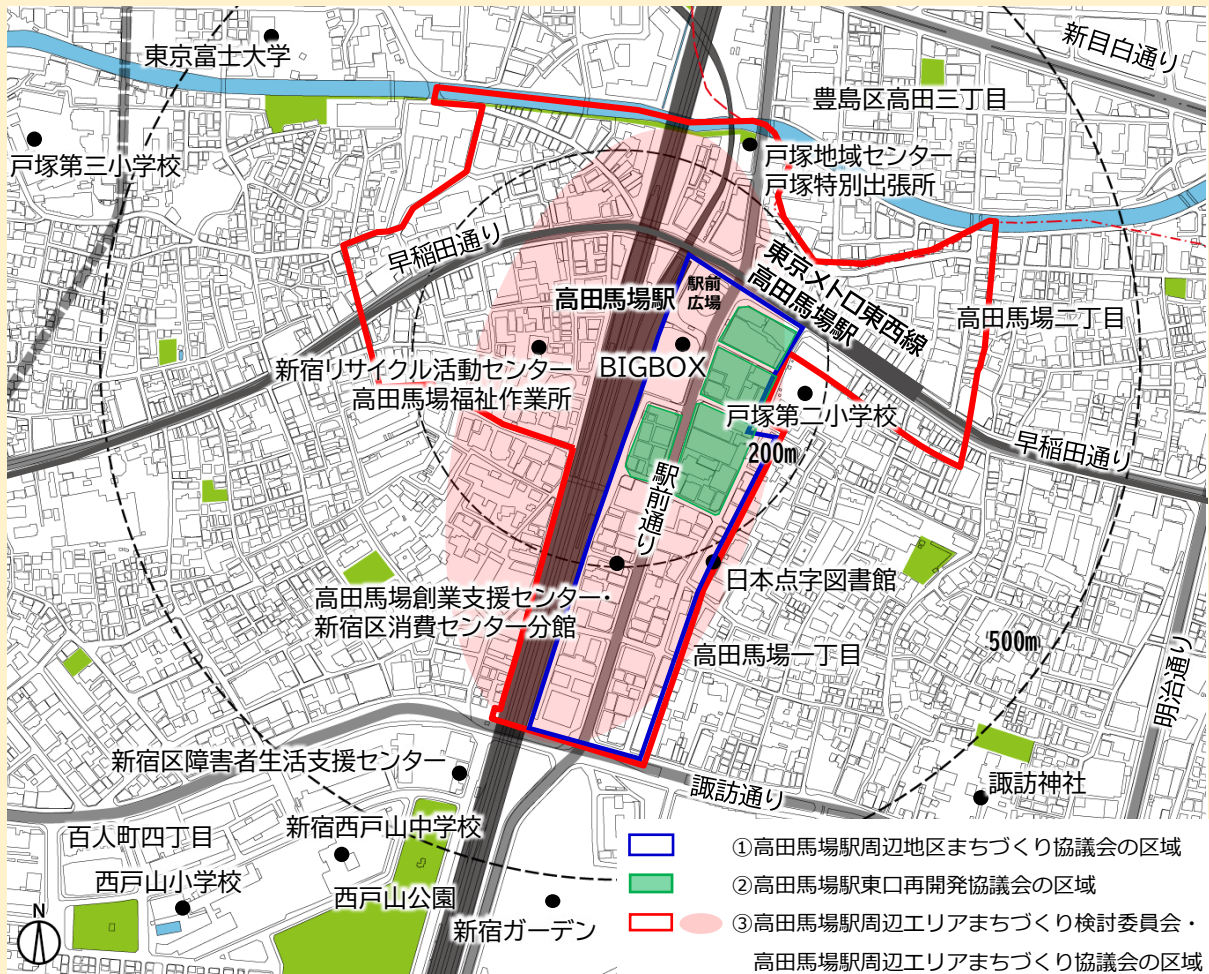 東京富士大学
新目白通り
豊島区高田三丁目
戸塚第三小学校
戸塚地域センター
戸塚特別出張所
早稲田通り
東京メトロ東西線
高田馬場駅
高田馬場駅
駅前
広場
高田馬場二丁目
新宿リサイクル活動センター
高田馬場福祉作業所
BIGBOX
戸塚第二小学校
200m
早稲田通り
駅前通り
日本点字図書館
高田馬場創業支援センター・
新宿区消費センター分館
高田馬場一丁目
500m
明治通り
新宿区障害者生活支援センター
諏訪通り
諏訪神社
百人町四丁目
新宿西戸山中学校
西戸山小学校
西戸山公園
新宿ガーデン
N
①高田馬場駅周辺地区まちづくり協議会の区域
②高田馬場駅東口再開発協議会の区域
③高田馬場駅周辺エリアまちづくり検討委員会・
高田馬場駅周辺エリアまちづくり協議会の区域